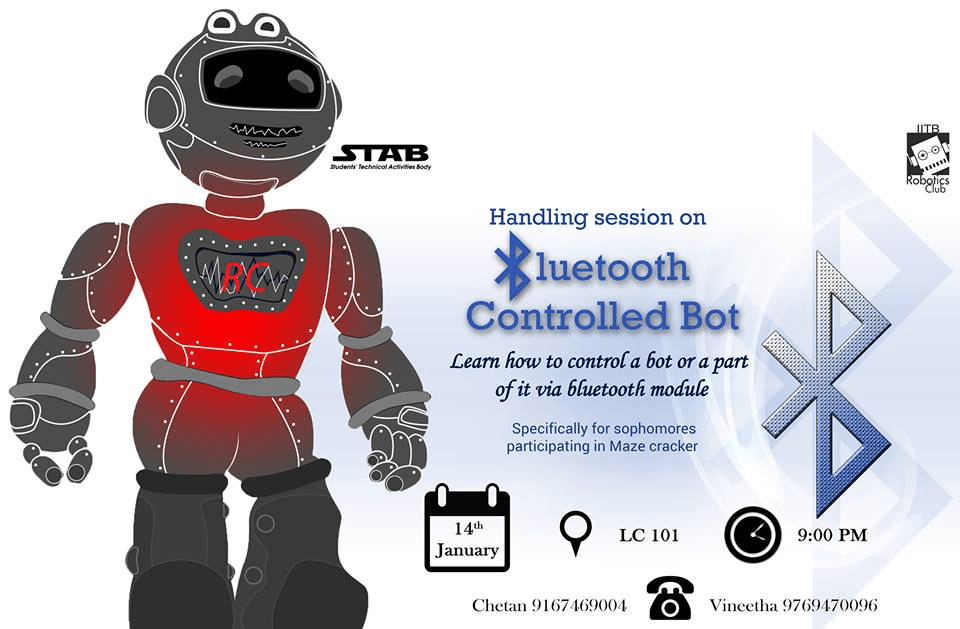 STAB
Students' Technical Activities Body
IITB
Robotics
Club
RC
Handling session on
Bluetooth
Controlled Bot
Learn how to control a bot or a part
of it via bluetooth module
Specifically for sophomores
participating in Maze cracker
14th
January
LC 101
9:00 PM
Chetan 9167469004
Vineetha 9769470096